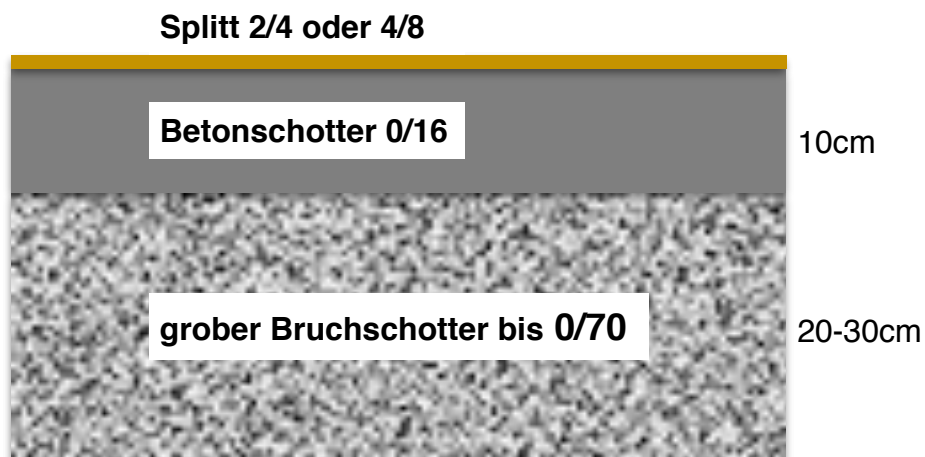 Splitt 2/4 oder 4/8
Betonschotter 0/16
10cm
grober Bruchschotter bis 0/70
20-30cm